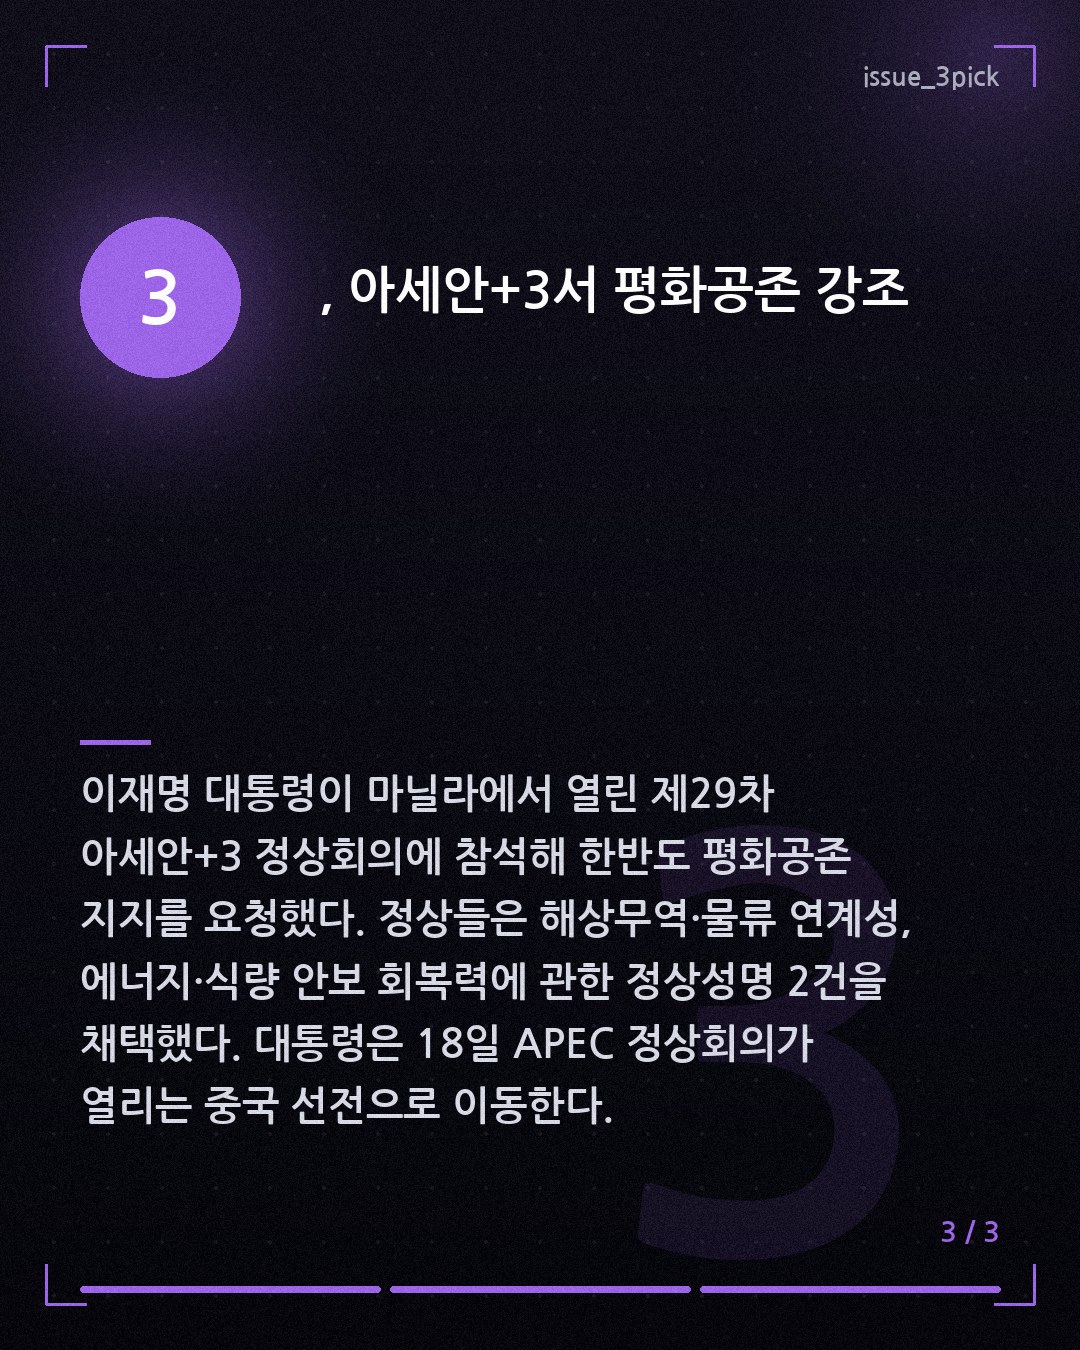 issue_3pick
3
, 아세안+3서 평화공존 강조
이재명 대통령이 마닐라에서 열린 제29차
아세안+3 정상회의에 참석해 한반도 평화공존
지지를 요청했다. 정상들은 해상무역·물류 연계성,
에너지·식량 안보 회복력에 관한 정상성명 2건을
채택했다. 대통령은 18일 APEC 정상회의가
열리는 중국 선전으로 이동한다.
3
3 / 3